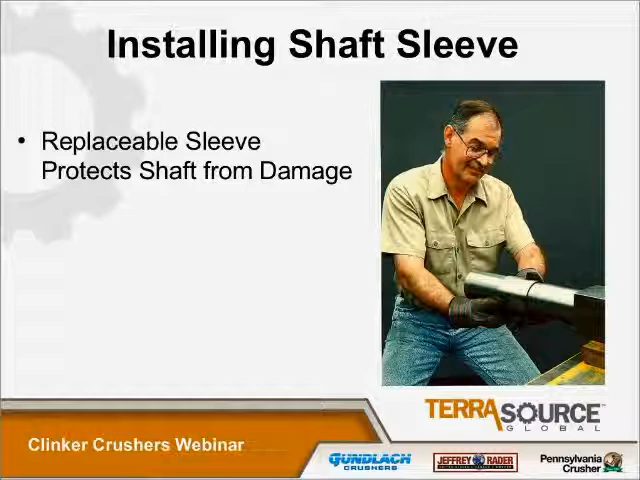 Installing Shaft Sleeve
• Replaceable Sleeve
Protects Shaft from Damage
TERRASOURCE
GLOBAL
Clinker Crushers Webinar
GUNDLACH
CRUSHERS
JEFFREY RADER
Pennsylvania
Crusher